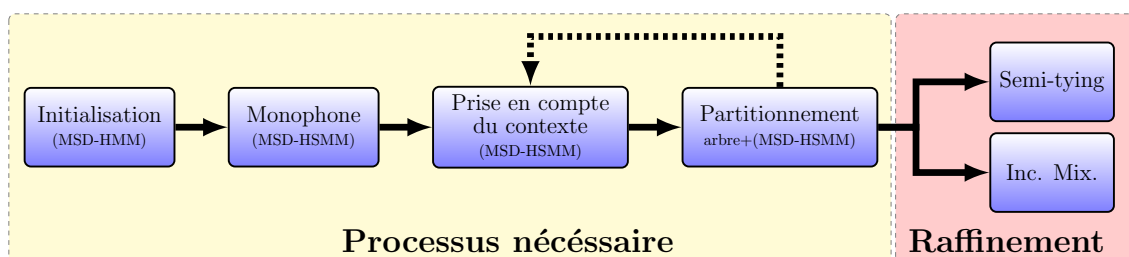 Initialisation
(MSD-HMM)
Monophone
(MSD-HSMM)
Prise en compte
du contexte
(MSD-HSMM)
Partitionnement
arbre+(MSD-HSMM)
Semi-tying
Inc. Mix.
Processus nécéssaire
Raffinement